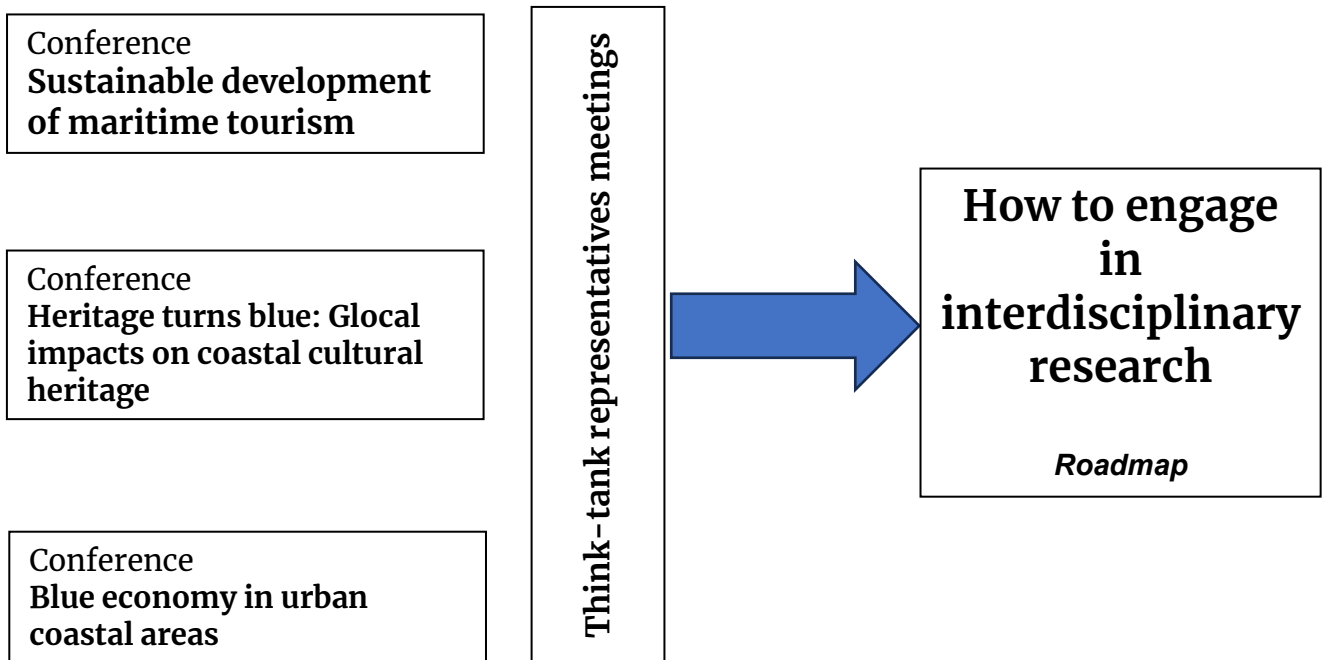 Conference
Sustainable development
of maritime tourism
Conference
Heritage turns blue: Glocal
impacts on coastal cultural
heritage
Conference
Blue economy in urban
coastal areas
Think-tank representatives meetings
How to engage
in
interdisciplinary
research
Roadmap